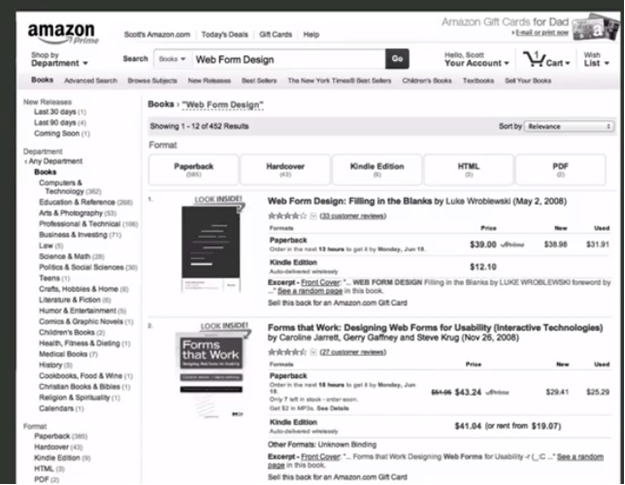 amazon
Prime
Scott's Amazon.com
Today's Deals
Gift Cards
Help
Amazon Gift Cards for Dad
E-mail or print now
Shop by
Department
Search
Books
Web Form Design
Go
Hello, Scott
Your Account
1
Cart
Wish
List
Books
Advanced Search
Browse Subjects
New Releases
Best Sellers
The New York Times® Best Sellers
Children's Books
Textbooks
Sell Your Books
New Releases
Last 30 days (1)
Last 90 days (4)
Coming Soon (1)
Department
‹ Any Department
Books
Computers &
Technology (362)
Education & Reference (268)
Arts & Photography (53)
Professional & Technical (106)
Business & Investing (71)
Law (5)
Science & Math (28)
Politics & Social Sciences (30)
Teens (1)
Crafts, Hobbies & Home (8)
Literature & Fiction (6)
Humor & Entertainment (5)
Comics & Graphic Novels (1)
Children's Books (2)
Health, Fitness & Dieting (1)
Medical Books (7)
History (5)
Cookbooks, Food & Wine (1)
Christian Books & Bibles (1)
Religion & Spirituality (1)
Calendars (1)
Format
Paperback (385)
Hardcover (43)
Kindle Edition (9)
HTML (3)
PDF (2)
Books › "Web Form Design"
Showing 1 - 12 of 452 Results
Sort by Relevance
Format
Paperback
(385)
Hardcover
(43)
Kindle Edition
HTML
PDF
(2)
1.
LOOK INSIDE!
Web Form Design: Filling in the Blanks by Luke Wroblewski (May 2, 2008)
(33 customer reviews)
Formats Price New Used
Paperback
Order in the next 13 hours to get it by Monday, Jun 18.
$39.00 Prime $38.98 $31.91
Kindle Edition
Auto-delivered wirelessly
$12.10
Excerpt - Front Cover: "... WEB FORM DESIGN Filling in the Blanks by LUKE WROBLEWSKI foreword by
..." See a random page in this book.
Sell this back for an Amazon.com Gift Card
2.
LOOK INSIDE!
Forms
that Work
Forms that Work: Designing Web Forms for Usability (Interactive Technologies)
by Caroline Jarrett, Gerry Gaffney and Steve Krug (Nov 26, 2008)
(27 customer reviews)
Formats Price New Used
Paperback
Order in the next 18 hours to get it by Monday, Jun
18.
Only 7 left in stock - order soon.
Get $2 in MP3s. See Details
$51.95 $43.24 Prime $29.41 $25.29
Kindle Edition
Auto-delivered wirelessly
$41.04 (or rent from $19.07)
Other Formats: Unknown Binding
Excerpt - Front Cover: "... Forms that Work Designing Web Forms for Usability ..." See a random
page in this book.
Sell this back for an Amazon.com Gift Card